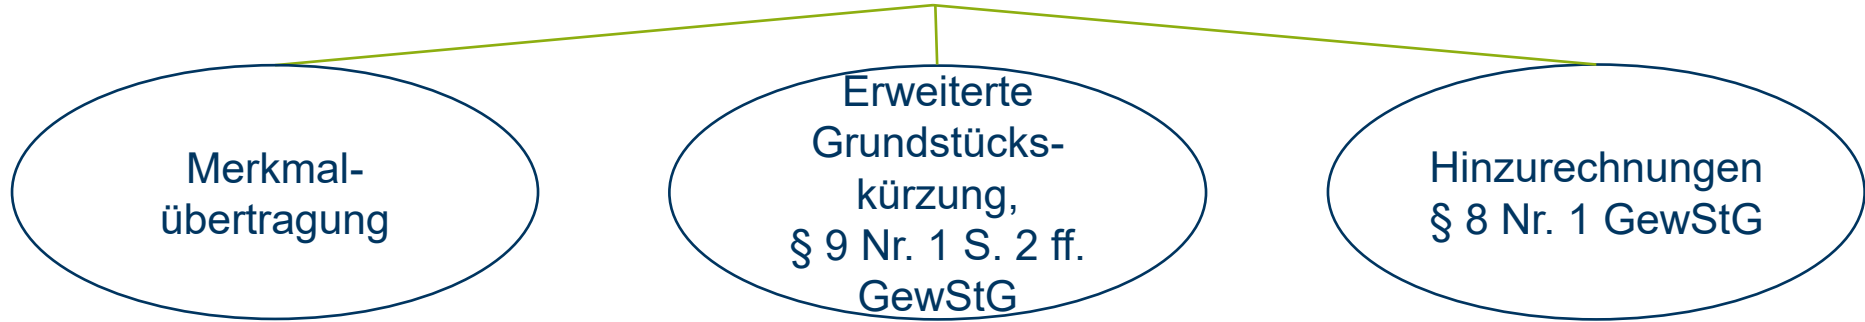 Merkmal-
übertragung
Erweiterte
Grundstücks-
kürzung,
§ 9 Nr. 1 S. 2 ff.
GewStG
Hinzurechnungen
§ 8 Nr. 1 GewStG